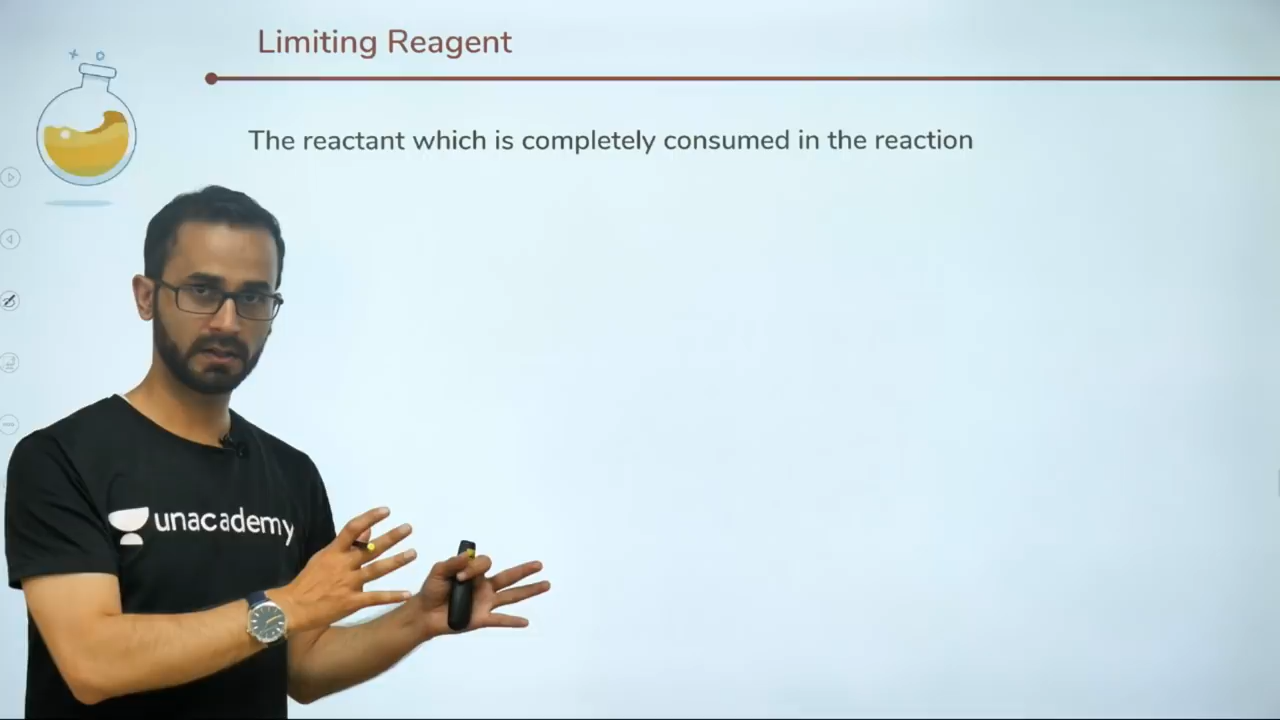 Limiting Reagent
The reactant which is completely consumed in the reaction
unacademy